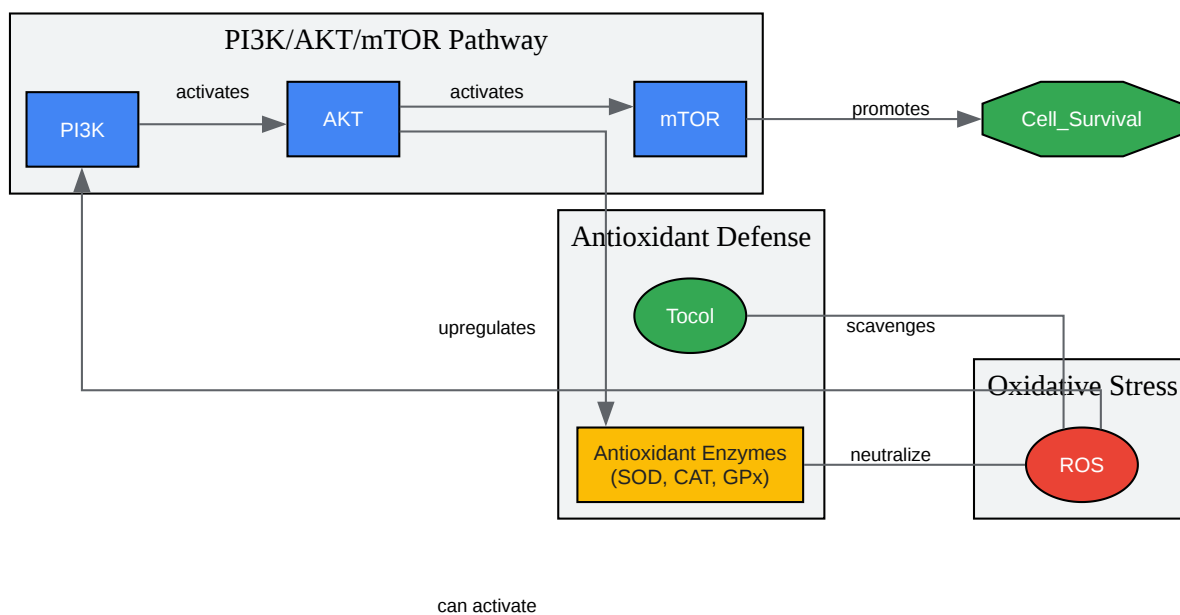 PI3K/AKT/mTOR Pathway
activates
activates
PI3K
AKT
mTOR
promotes
Cell_Survival
Antioxidant Defense
Tocol
scavenges
upregulates
Oxidative Stress
Antioxidant Enzymes
(SOD, CAT, GPx)
neutralize
ROS
can activate